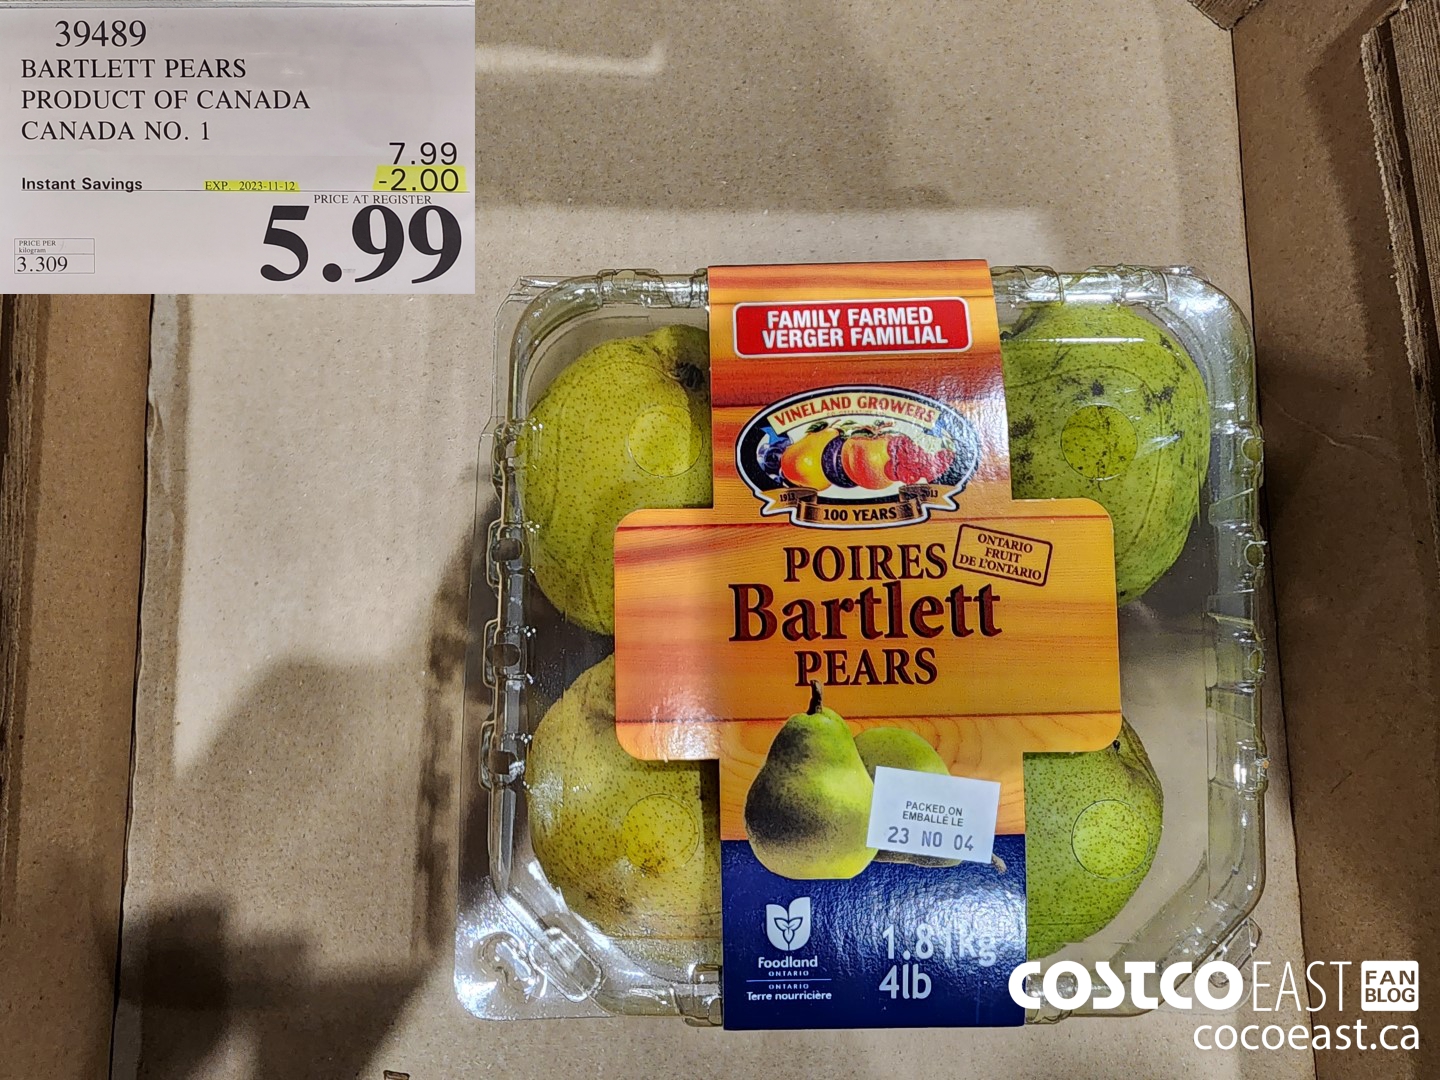 39489
BARTLETT PEARS
PRODUCT OF CANADA
CANADA NO. 1
7.99
Instant Savings EXP. 2023-11-12 -2.00
PRICE AT REGISTER
5.99
PRICE PER
kilogram
3.309
FAMILY FARMED
VERGER FAMILIAL
VINELAND GROWERS
1913 2013
100 YEARS
POIRES
Bartlett
PEARS
ONTARIO
FRUIT
DE L'ONTARIO
PACKED ON
EMBALLÉ LE
23 NO 04
Foodland
ONTARIO
ONTARIO
Terre nourricière
1.81kg
4lb
COSTCO EAST FAN
BLOG
cocoeast.ca